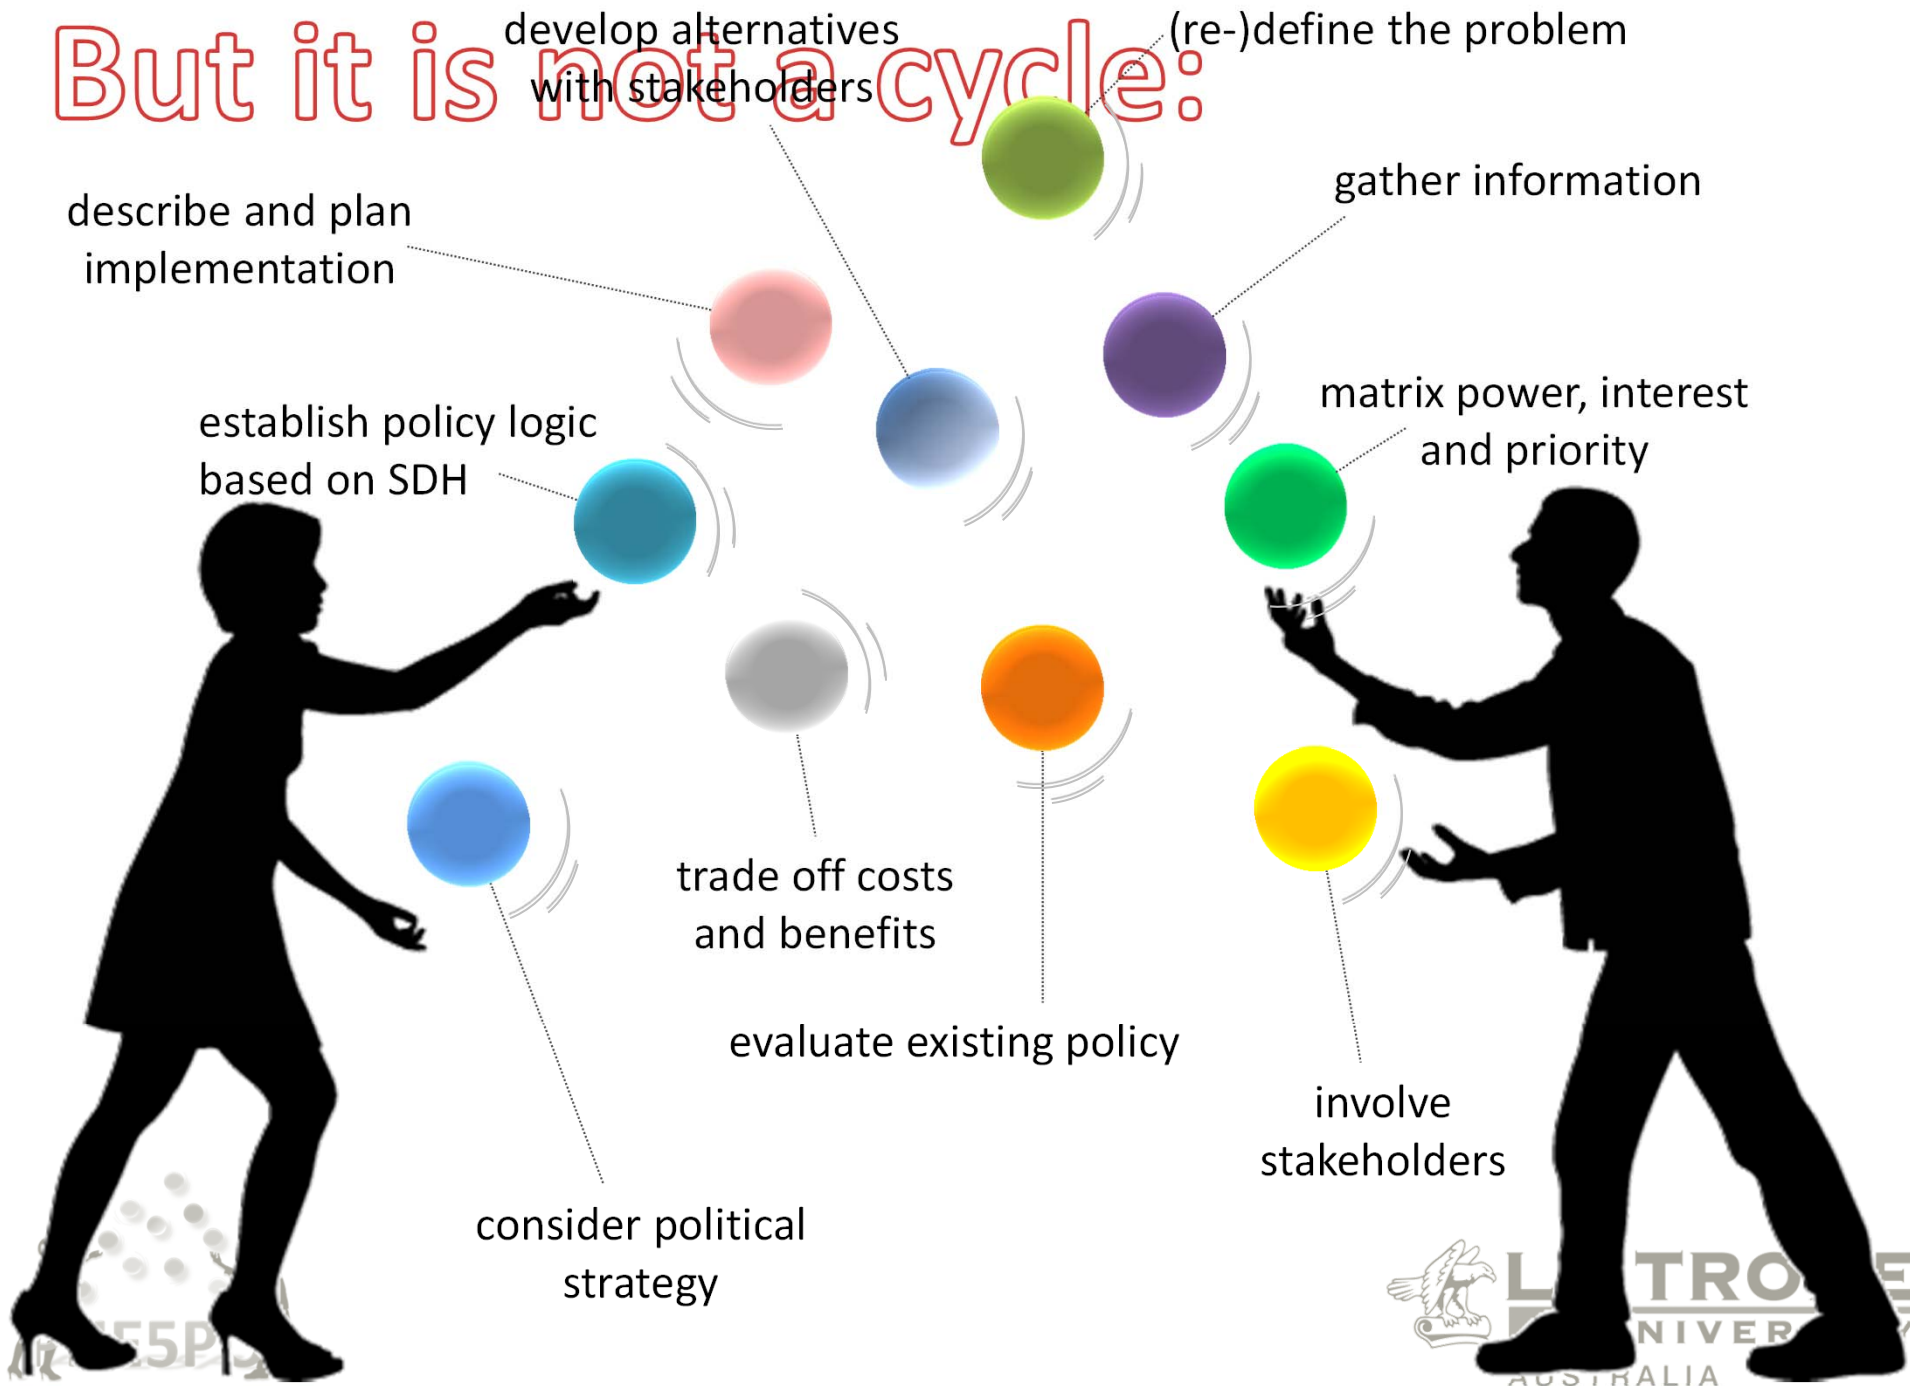 But it is not a cycle:
develop alternatives
with stakeholders
(re-)define the problem
gather information
describe and plan
implementation
matrix power, interest
and priority
establish policy logic
based on SDH
trade off costs
and benefits
evaluate existing policy
involve
stakeholders
consider political
strategy